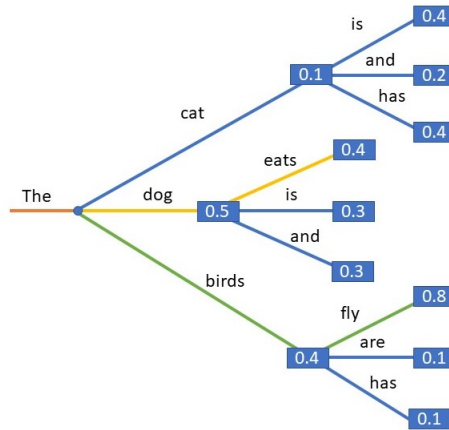 The
cat
0.1
is
0.4
and
0.2
has
0.4
dog
0.5
eats
0.4
is
0.3
and
0.3
birds
0.4
fly
0.8
are
0.1
has
0.1